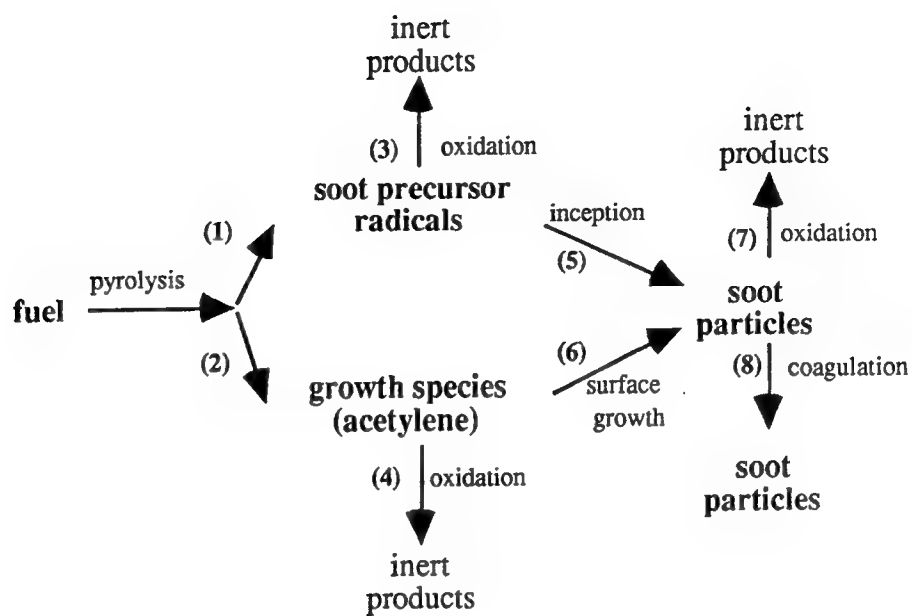 inert
products
(3)
oxidation
soot precursor
radicals
(1)
pyrolysis
fuel
(2)
growth species
(acetylene)
(4)
oxidation
inert
products
inception
(5)
(6)
surface
growth
inert
products
(7)
oxidation
soot
particles
(8)
coagulation
soot
particles